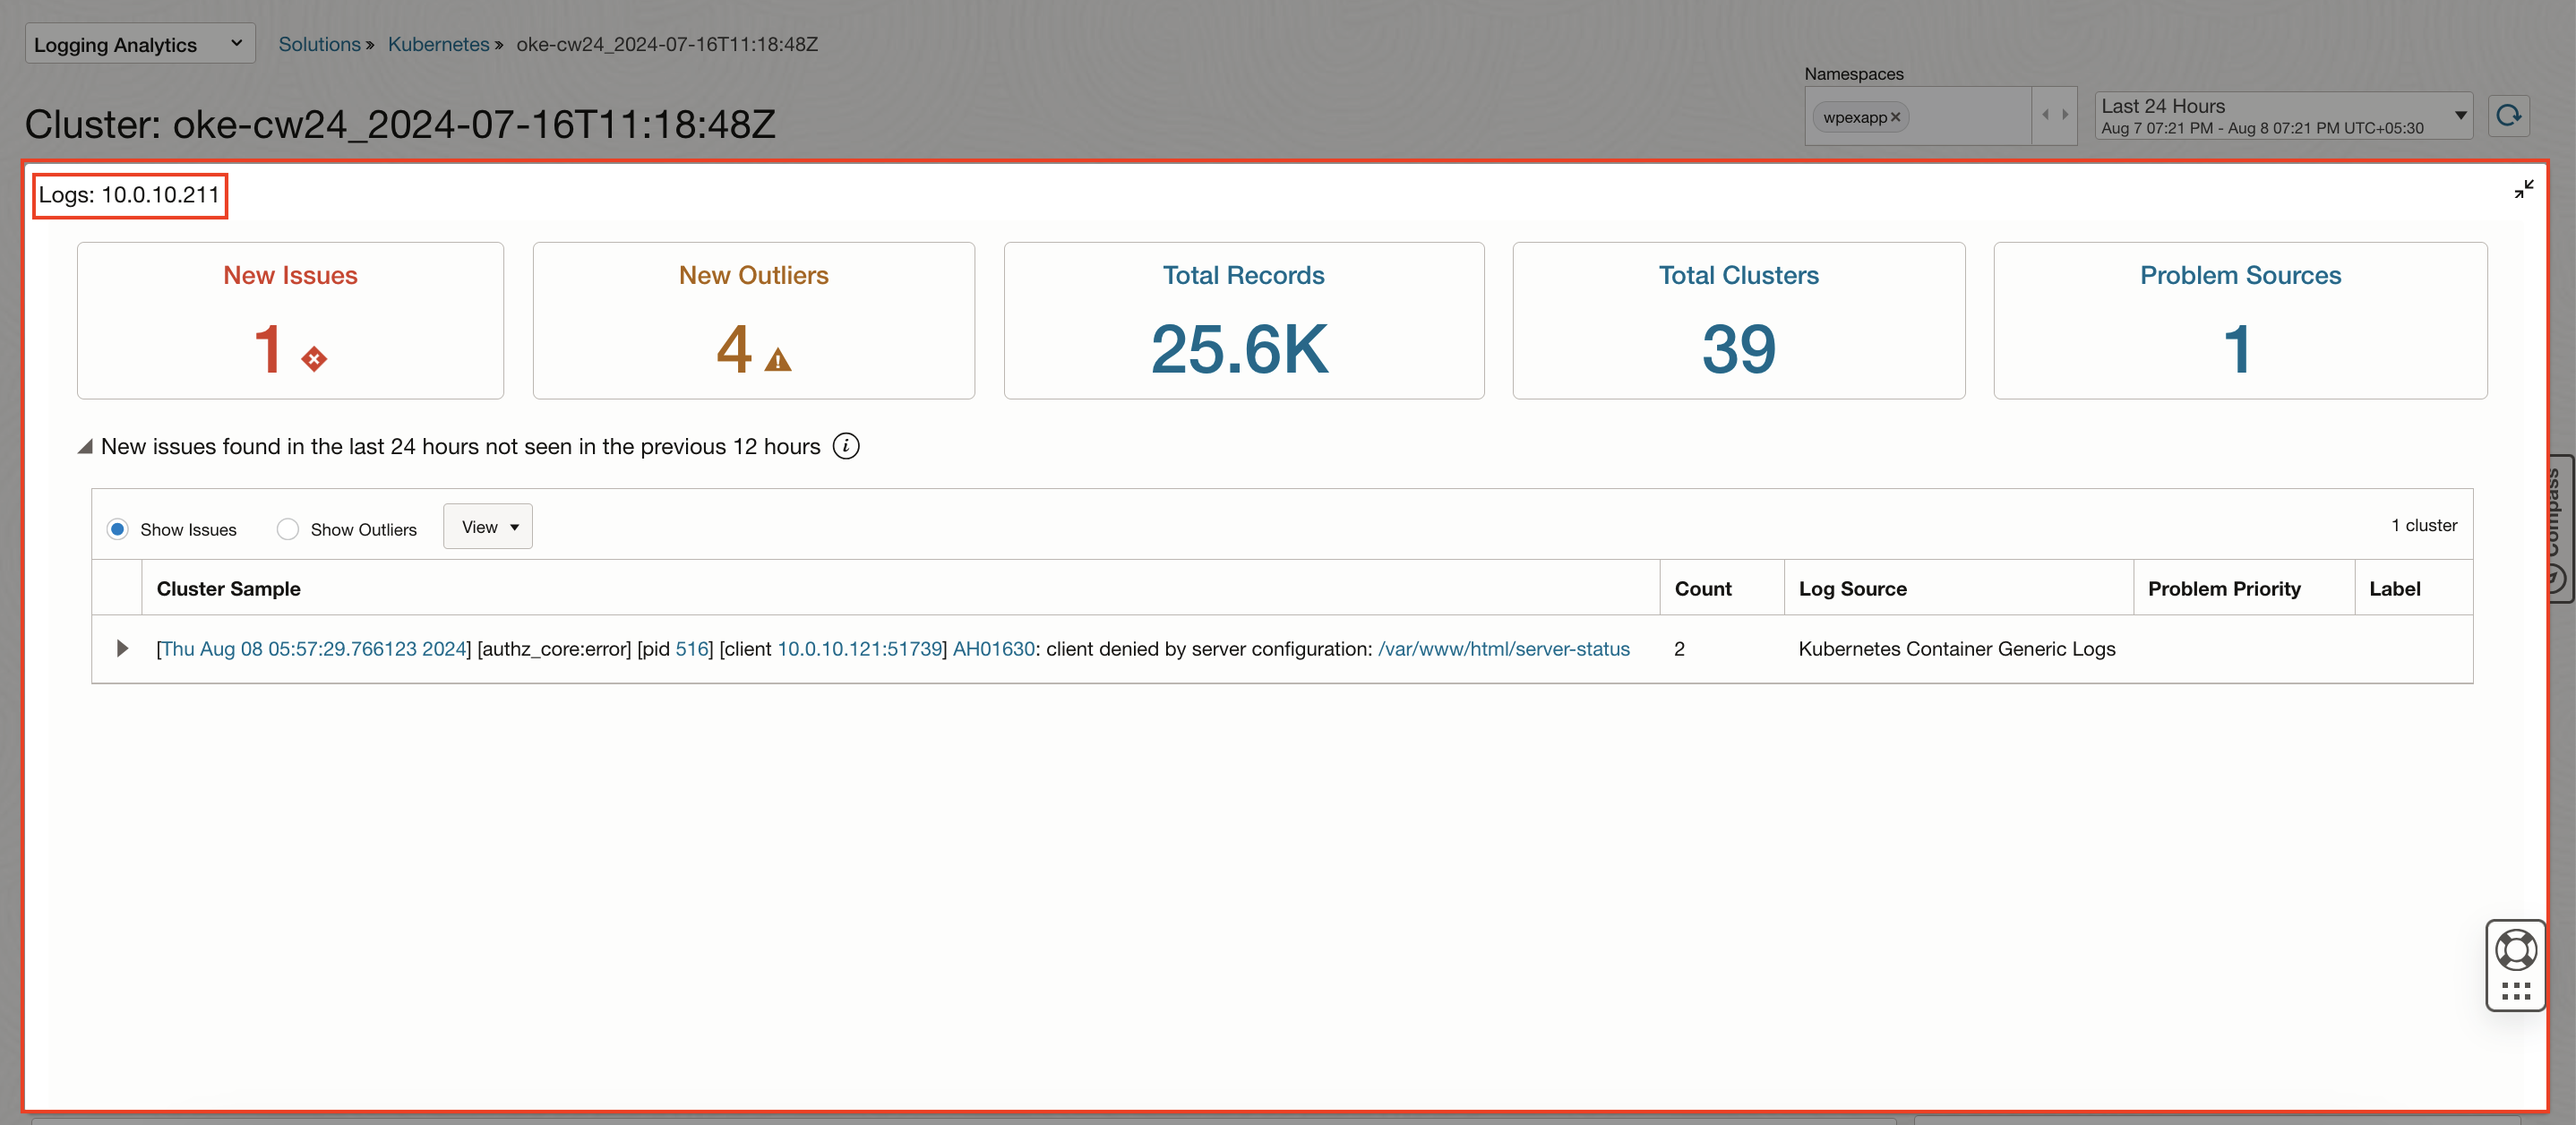 Logging Analytics
Solutions » Kubernetes » oke-cw24_2024-07-16T11:18:48Z
Namespaces
wpexapp ×
Last 24 Hours
Aug 7 07:21 PM - Aug 8 07:21 PM UTC+05:30
Cluster: oke-cw24_2024-07-16T11:18:48Z
Logs: 10.0.10.211
New Issues
1
New Outliers
4
Total Records
25.6K
Total Clusters
39
Problem Sources
1
New issues found in the last 24 hours not seen in the previous 12 hours
Show Issues
Show Outliers
View
1 cluster
Cluster Sample Count Log Source Problem Priority Label
[Thu Aug 08 05:57:29.766123 2024] [authz_core:error] [pid 516] [client 10.0.10.121:51739] AH01630: client denied by server configuration: /var/www/html/server-status 2 Kubernetes Container Generic Logs
Compass